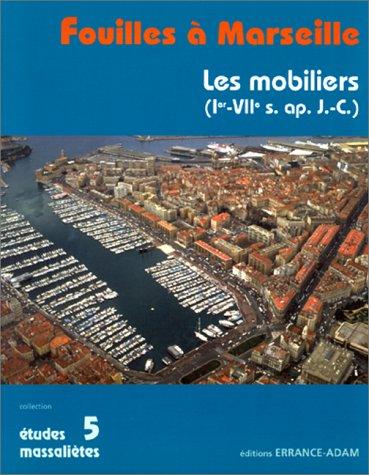 Fouilles à Marseille
Les mobiliers
(Ier-VIIe s. ap. J.-C.)
collection
études 5
massaliètes
éditions ERRANCE-ADAM